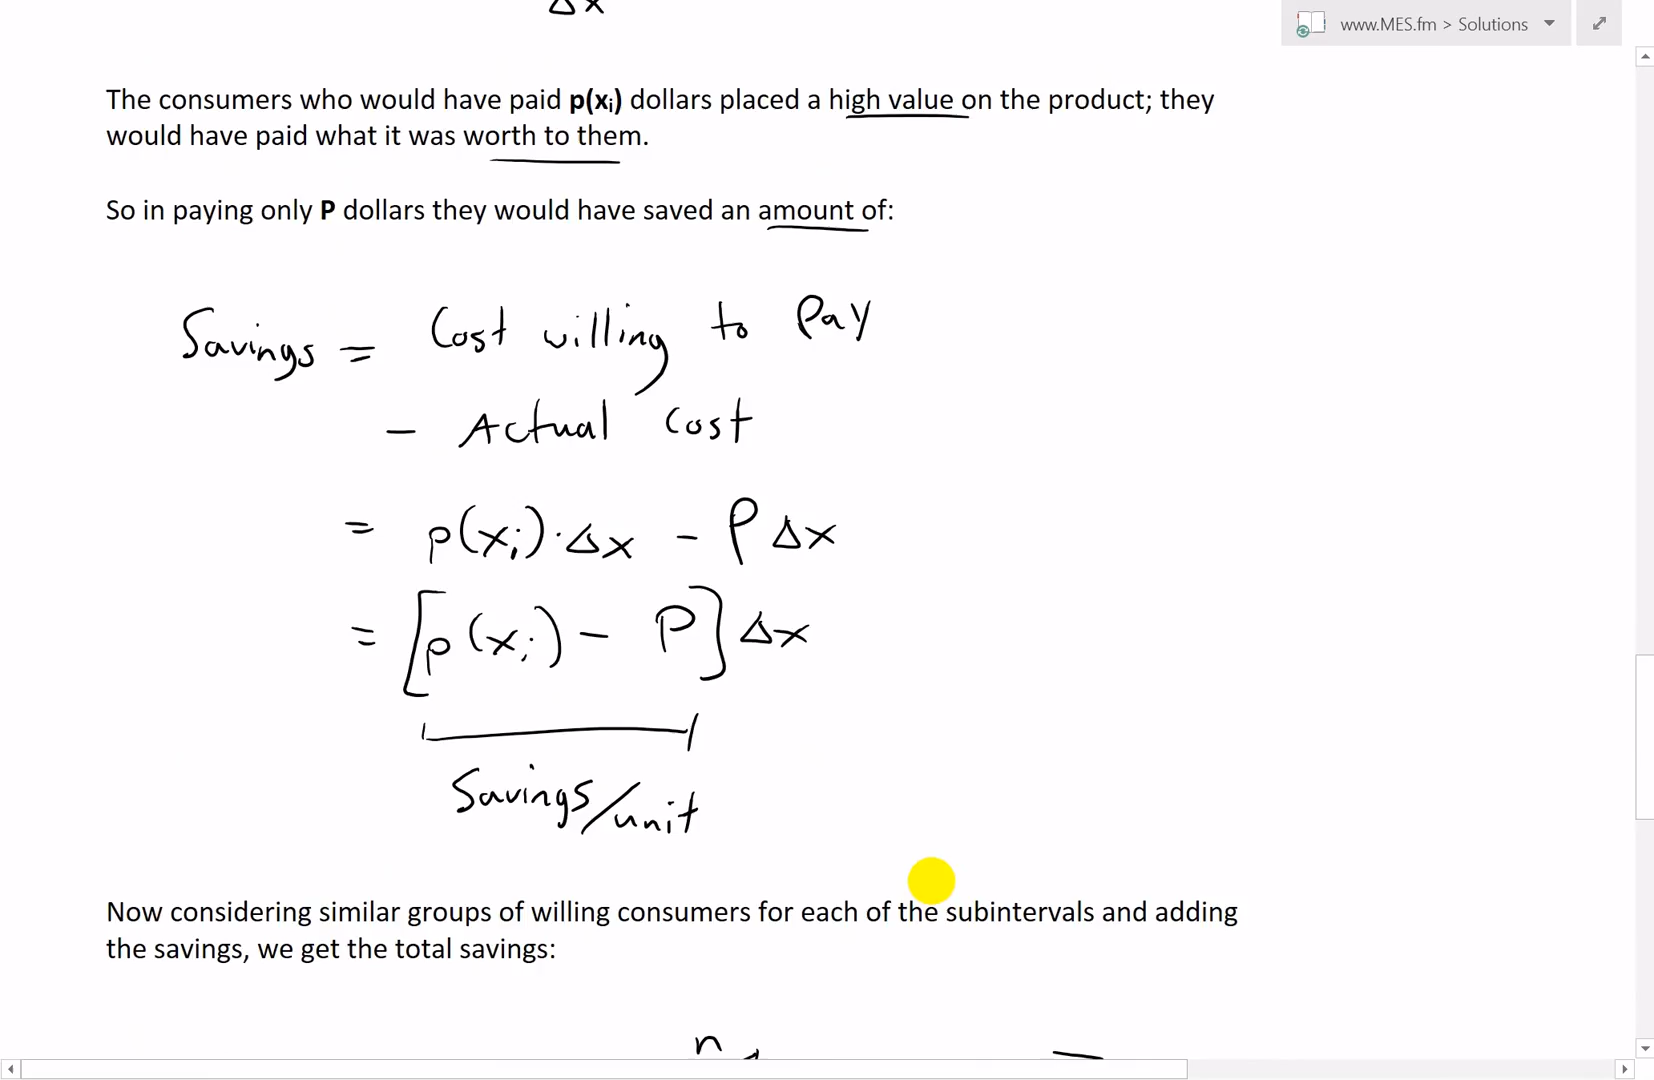 Δx
www.MES.fm > Solutions
The consumers who would have paid p(xᵢ) dollars placed a high value on the product; they
would have paid what it was worth to them.
So in paying only P dollars they would have saved an amount of:
Savings = Cost willing to Pay
- Actual Cost
= p(xᵢ)·Δx - PΔx
= [p(xᵢ) - P]Δx
Savings/unit
Now considering similar groups of willing consumers for each of the subintervals and adding
the savings, we get the total savings:
n